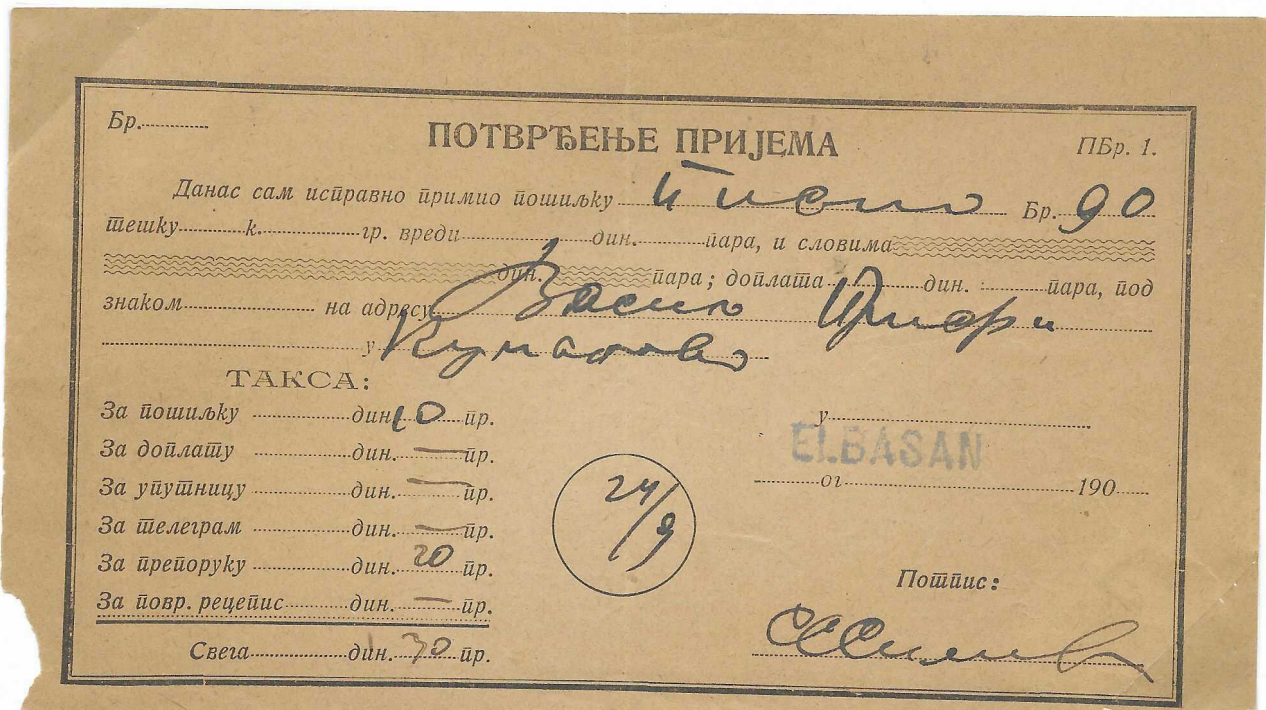 Бр.
ПОТВРЂЕЊЕ ПРИЈЕМА
ПБр. 1.
Данас сам исправно примио пошиљку писмо Бр. 90
тешку к. гр. вреди дин. пара, и словима
дин. пара; доплата дин. пара, под
знаком на адресу Васил
у Куманово
ТАКСА:
За пошиљку дин. 10 пр.
За доплату дин. — пр.
За упутницу дин. — пр.
За телеграм дин. — пр.
За препоруку дин. 20 пр.
За повр. рецепис дин. — пр.
Свега дин. 30 пр.
24/9
у
ELBASAN
ог 190
Потпис: